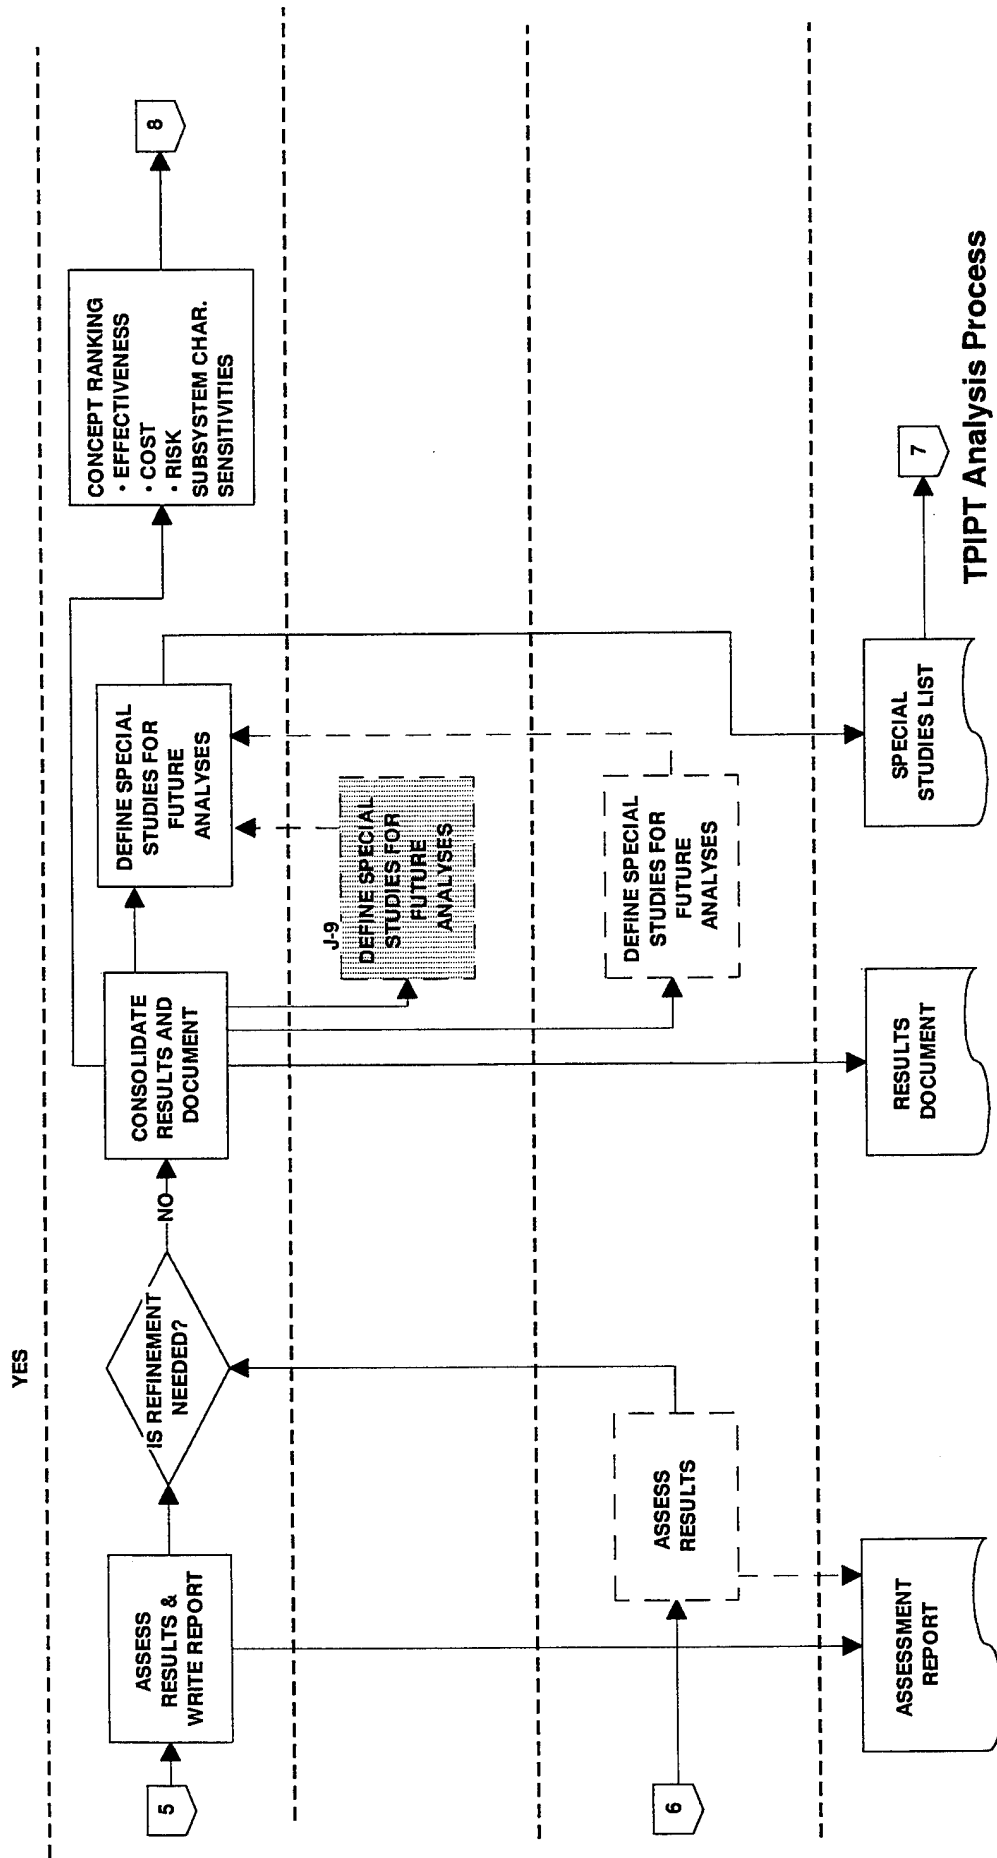 YES
5
ASSESS
RESULTS &
WRITE REPORT
IS REFINEMENT
NEEDED?
NO
CONSOLIDATE
RESULTS AND
DOCUMENT
DEFINE SPECIAL
STUDIES FOR
FUTURE
ANALYSES
CONCEPT RANKING
• EFFECTIVENESS
• COST
• RISK
SUBSYSTEM CHAR.
SENSITIVITIES
8
J-9
DEFINE SPECIAL
STUDIES FOR
FUTURE
ANALYSES
6
ASSESS
RESULTS
DEFINE SPECIAL
STUDIES FOR
FUTURE
ANALYSES
ASSESSMENT
REPORT
RESULTS
DOCUMENT
SPECIAL
STUDIES LIST
7
TPIPT Analysis Process